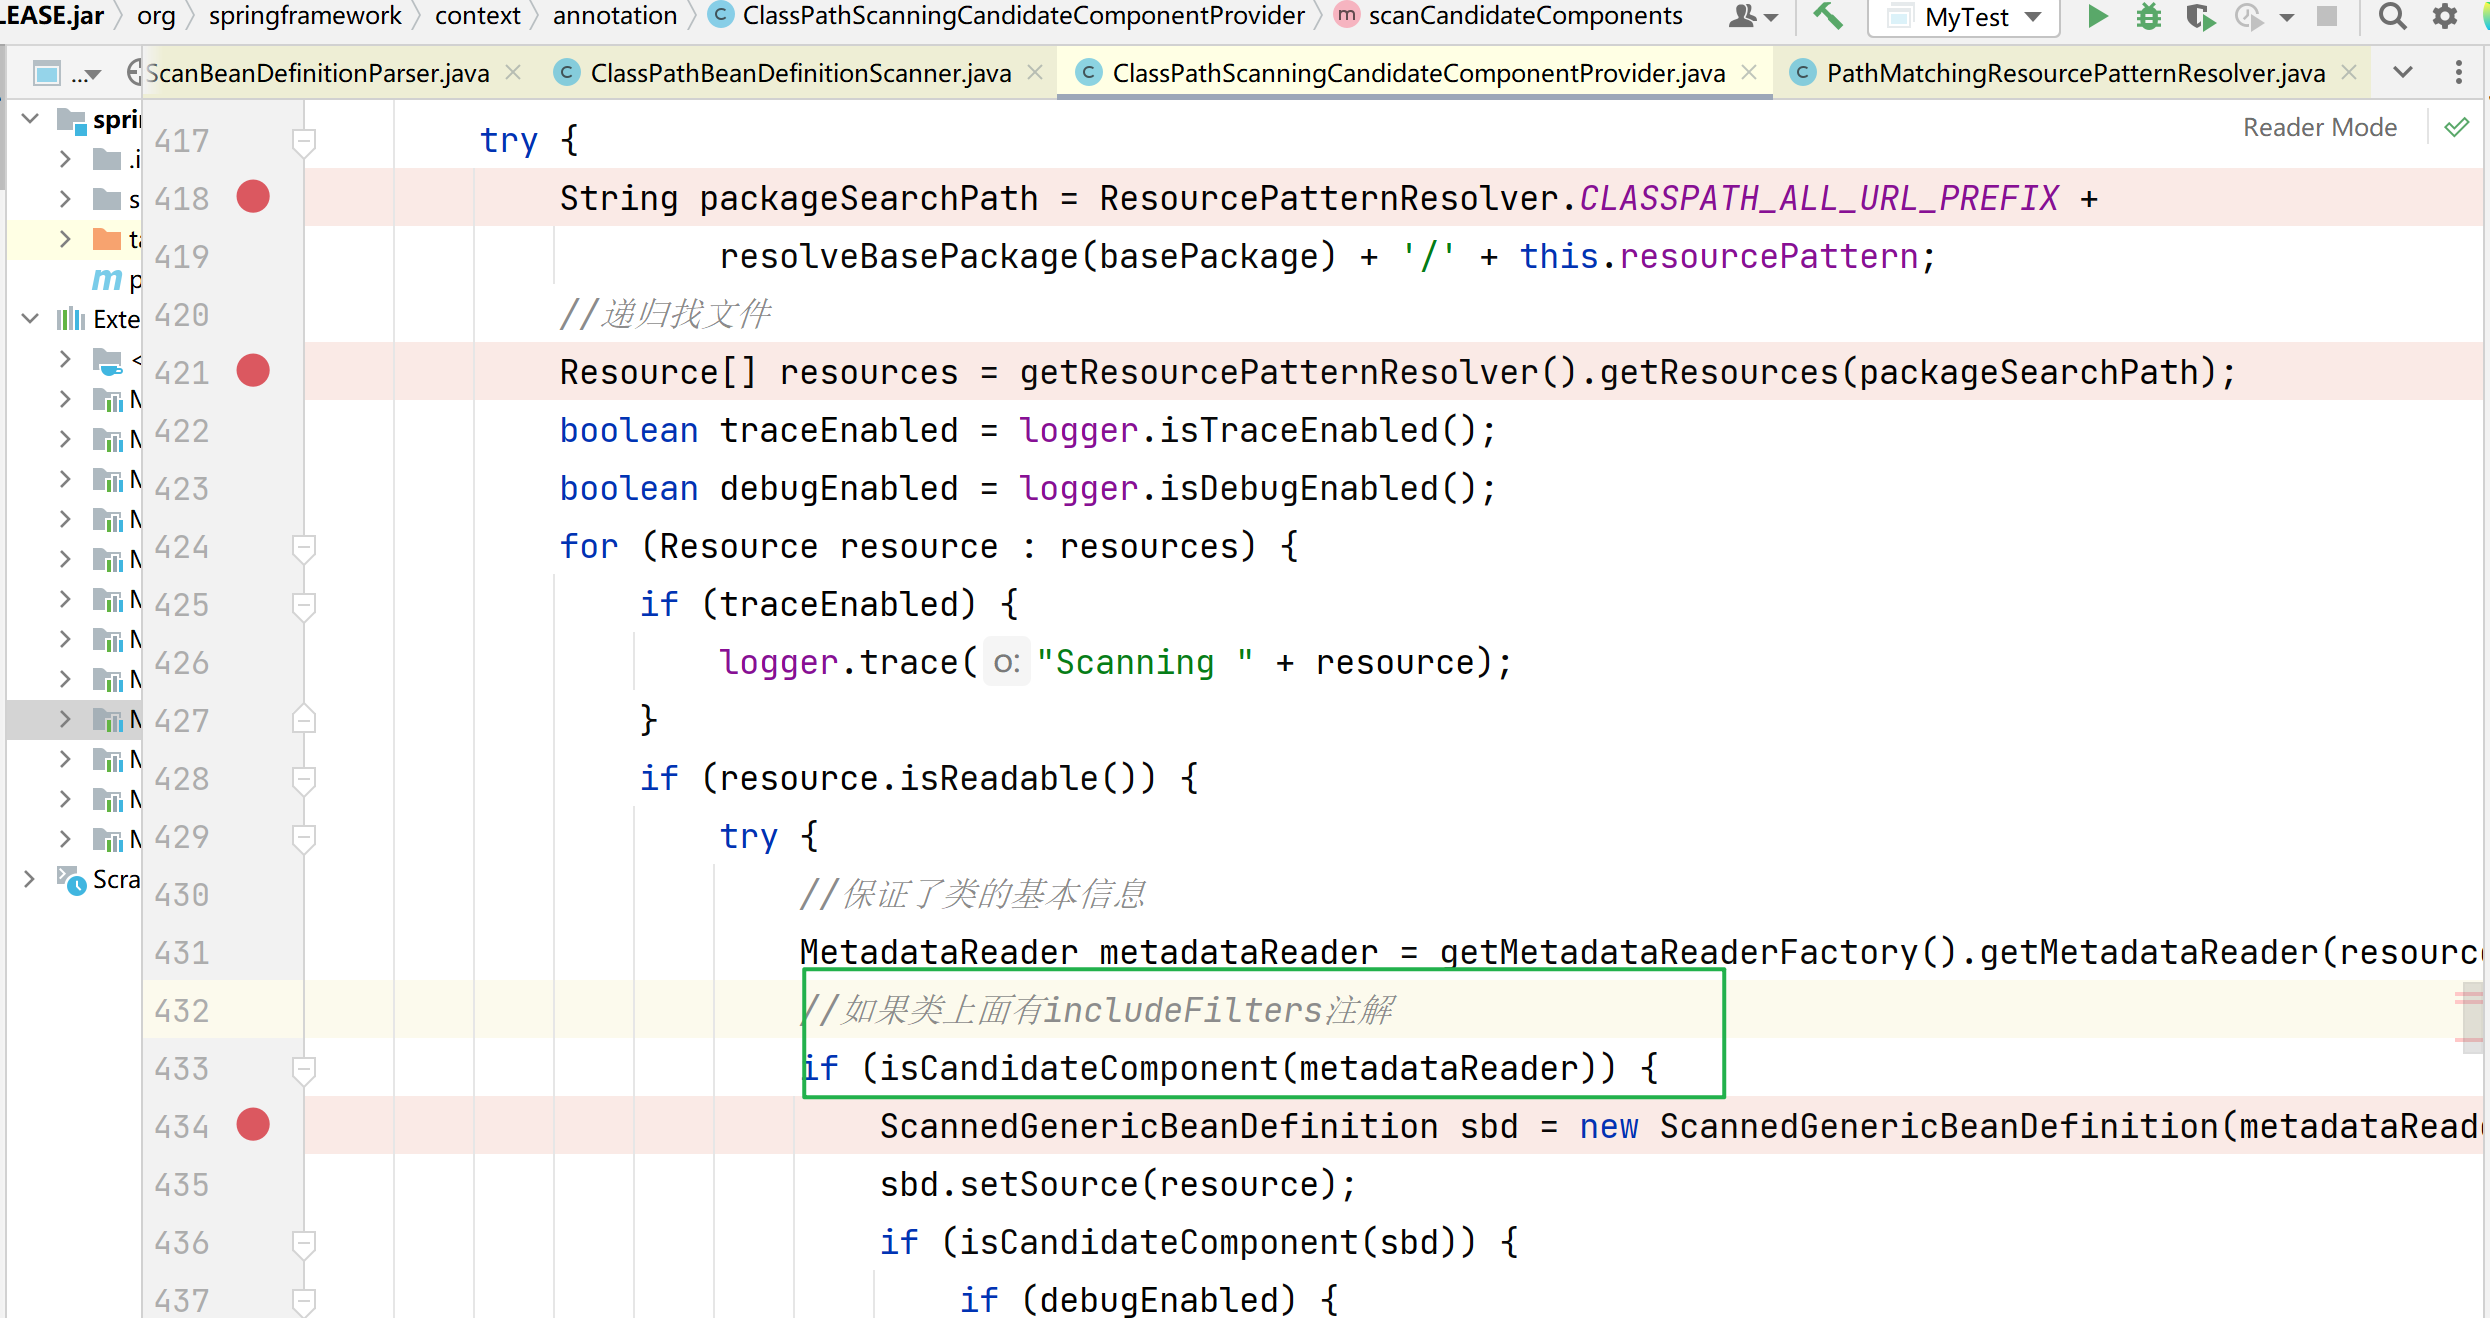 LEASE.jar org springframework context annotation ClassPathScanningCandidateComponentProvider scanCandidateComponents MyTest
... ScanBeanDefinitionParser.java ClassPathBeanDefinitionScanner.java ClassPathScanningCandidateComponentProvider.java PathMatchingResourcePatternResolver.java
Reader Mode
spri
.i
s
ta
p
Exte
<
M
M
M
M
M
M
M
M
M
M
M
M
Scra
417 try {
418 String packageSearchPath = ResourcePatternResolver.CLASSPATH_ALL_URL_PREFIX +
419 resolveBasePackage(basePackage) + '/' + this.resourcePattern;
420 //递归找文件
421 Resource[] resources = getResourcePatternResolver().getResources(packageSearchPath);
422 boolean traceEnabled = logger.isTraceEnabled();
423 boolean debugEnabled = logger.isDebugEnabled();
424 for (Resource resource : resources) {
425 if (traceEnabled) {
426 logger.trace( o: "Scanning " + resource);
427 }
428 if (resource.isReadable()) {
429 try {
430 //保证了类的基本信息
431 MetadataReader metadataReader = getMetadataReaderFactory().getMetadataReader(resourc
432 //如果类上面有includeFilters注解
433 if (isCandidateComponent(metadataReader)) {
434 ScannedGenericBeanDefinition sbd = new ScannedGenericBeanDefinition(metadataRead
435 sbd.setSource(resource);
436 if (isCandidateComponent(sbd)) {
437 if (debugEnabled) {